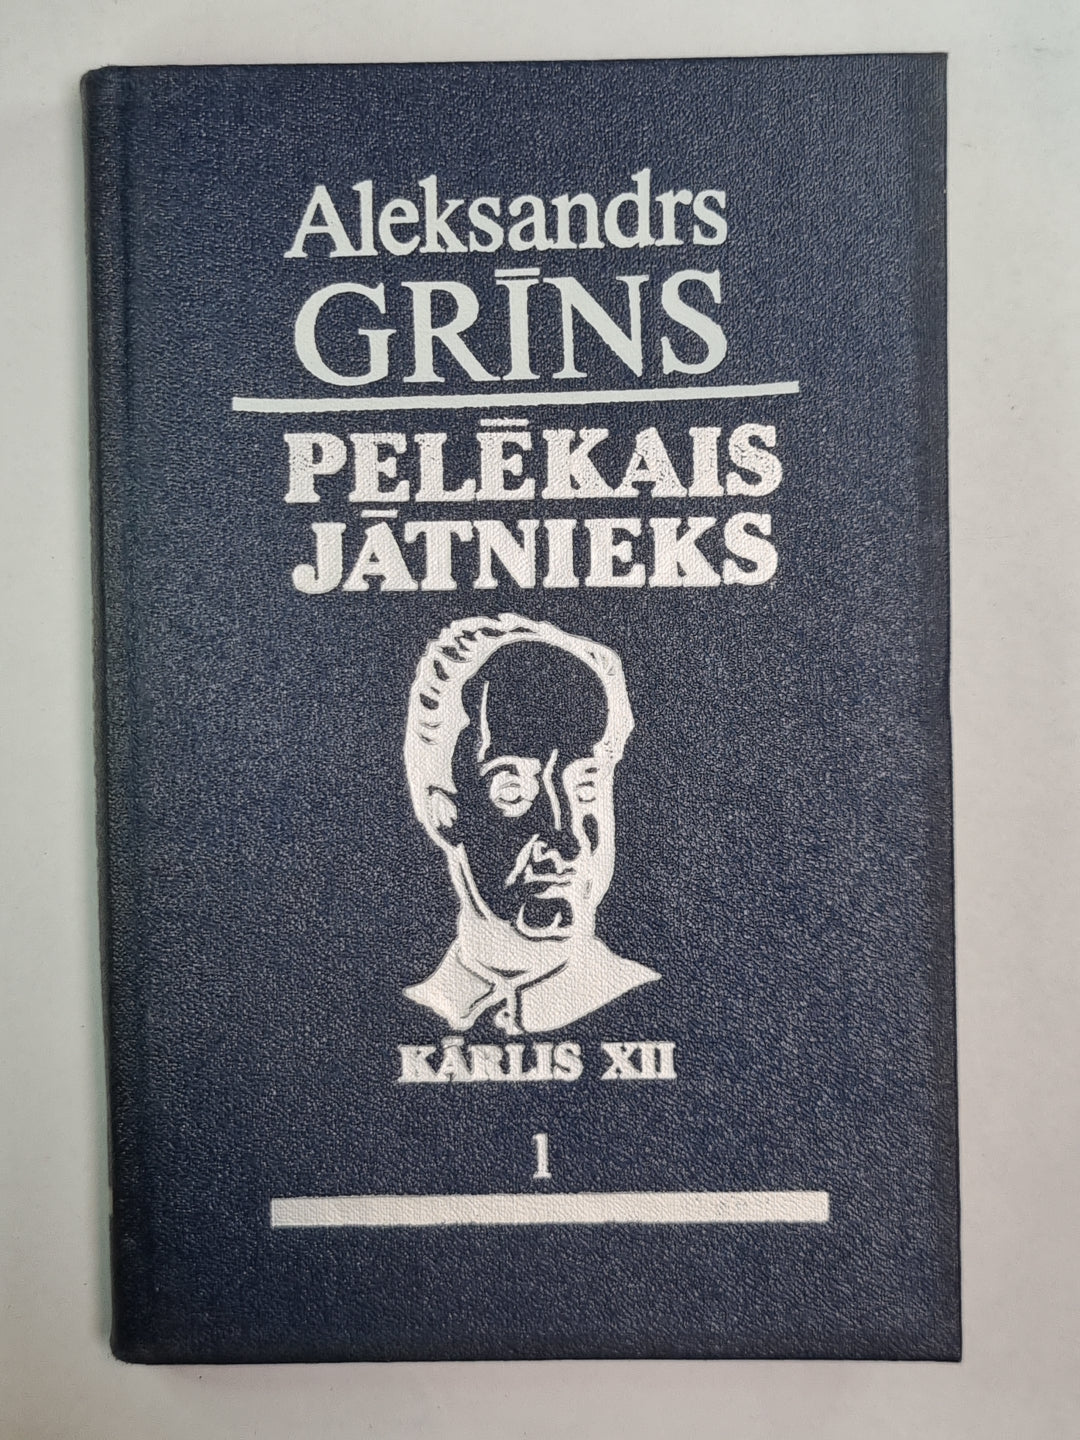 Aleksandrs
GRĪNS
PELĒKAIS
JĀTNIEKS
KĀRLIS XII
1